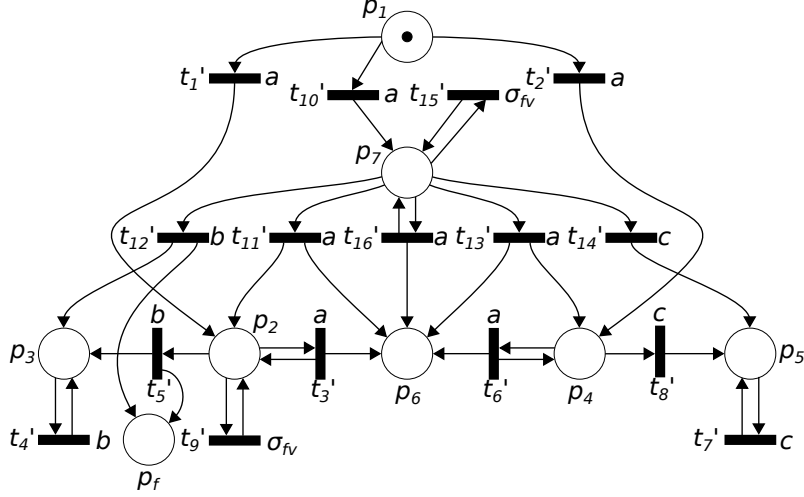 p1
t1' a t10' a t15' σfv t2' a
p7
t12' b t11' a t16' a t13' a t14' c
b p2 a a c
p3 p5
t5' t3' p6 t6' p4 t8'
t4' b t9' σfv t7' c
pf